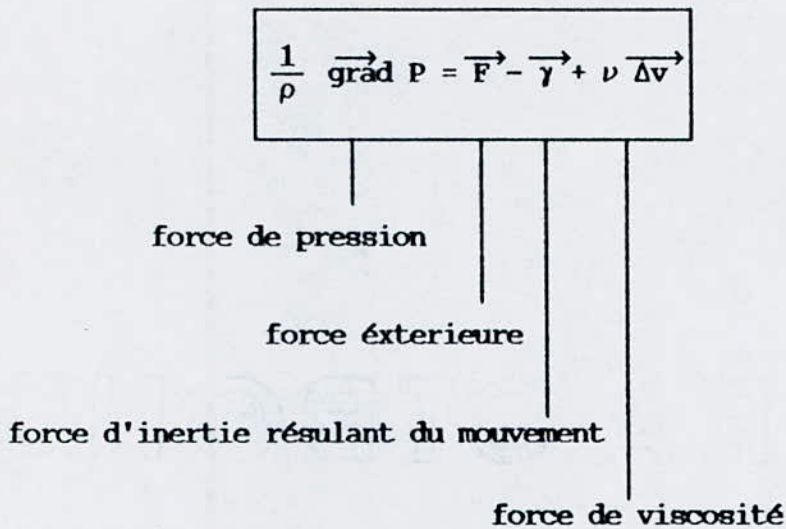 1/ρ grad⃗ P = F⃗ - γ⃗ + ν Δv⃗
force de pression
force éxterieure
force d'inertie résulant du mouvement
force de viscosité